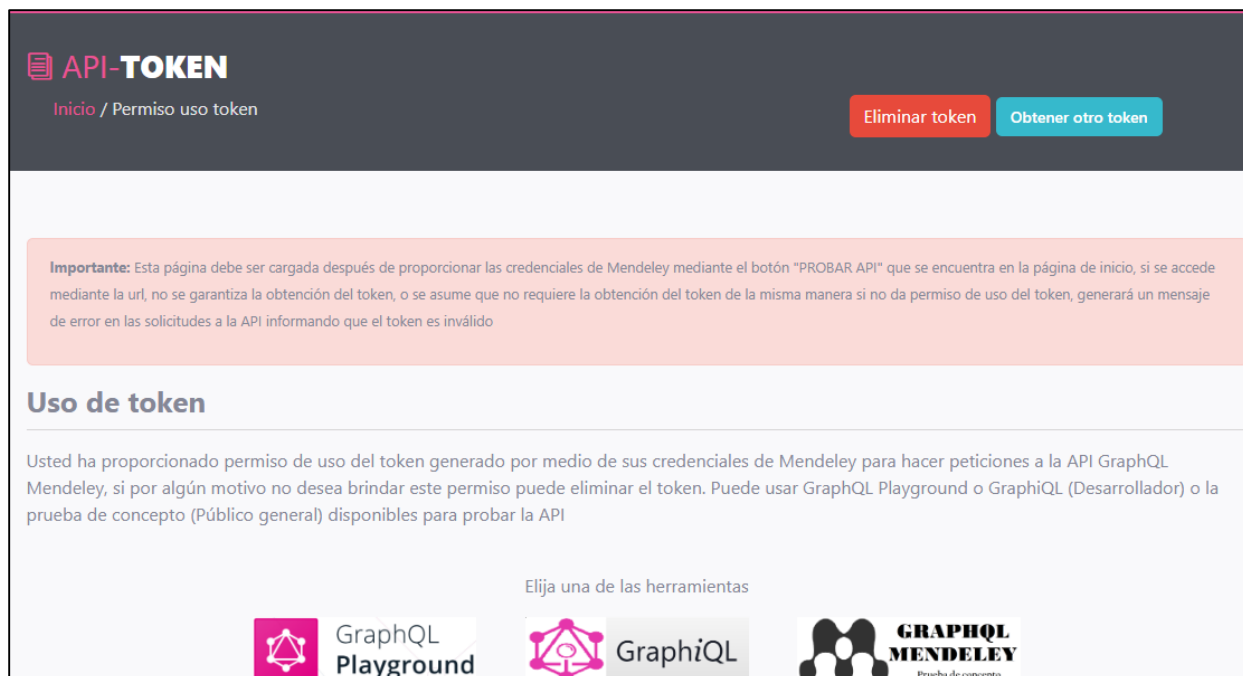 API-TOKEN
Inicio / Permiso uso token
Eliminar token
Obtener otro token
Importante: Esta página debe ser cargada después de proporcionar las credenciales de Mendeley mediante el botón "PROBAR API" que se encuentra en la página de inicio, si se accede
mediante la url, no se garantiza la obtención del token, o se asume que no requiere la obtención del token de la misma manera si no da permiso de uso del token, generará un mensaje
de error en las solicitudes a la API informando que el token es inválido
Uso de token
Usted ha proporcionado permiso de uso del token generado por medio de sus credenciales de Mendeley para hacer peticiones a la API GraphQL
Mendeley, si por algún motivo no desea brindar este permiso puede eliminar el token. Puede usar GraphQL Playground o GraphiQL (Desarrollador) o la
prueba de concepto (Público general) disponibles para probar la API
Elija una de las herramientas
GraphQL
Playground
GraphiQL
GRAPHQL
MENDELEY
Prueba de concepto